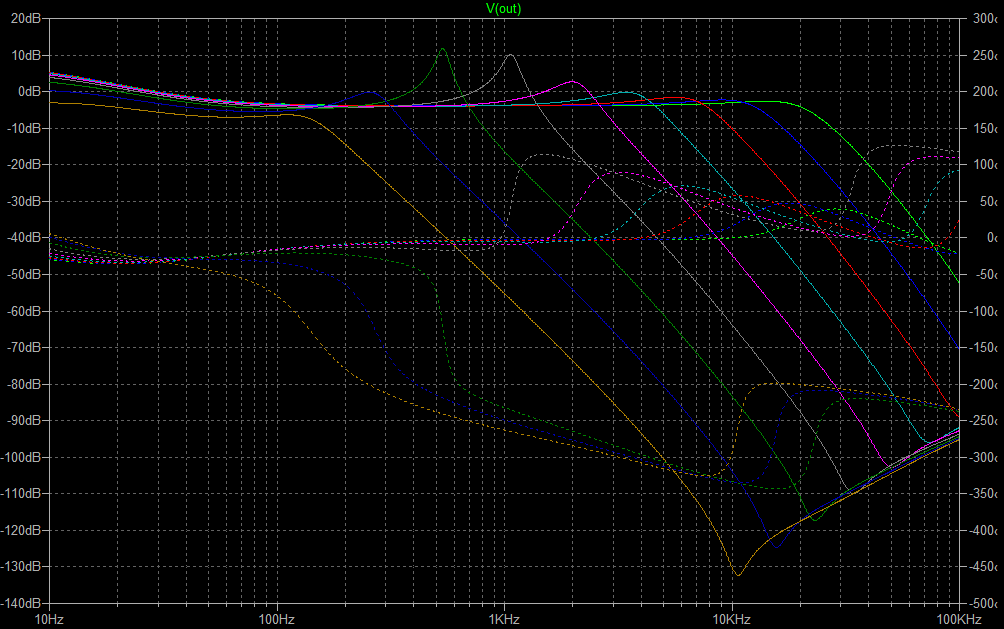 V(out)
20dB 300
10dB 250
0dB 200
-10dB 150
-20dB 100
-30dB 50
-40dB 0
-50dB -50
-60dB -100
-70dB -150
-80dB -200
-90dB -250
-100dB -300
-110dB -350
-120dB -400
-130dB -450
-140dB -500
10Hz 100Hz 1KHz 10KHz 100KHz